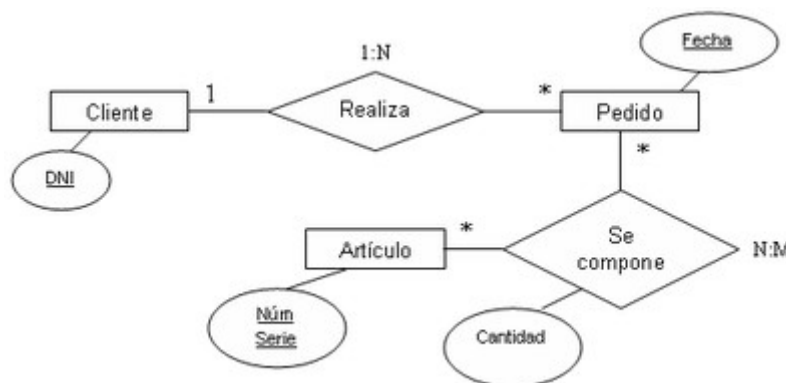 Fecha
1:N
Cliente
1
Realiza
*
Pedido
*
DNI
*
Artículo
Se
compone
N:M
Núm
Serie
Cantidad